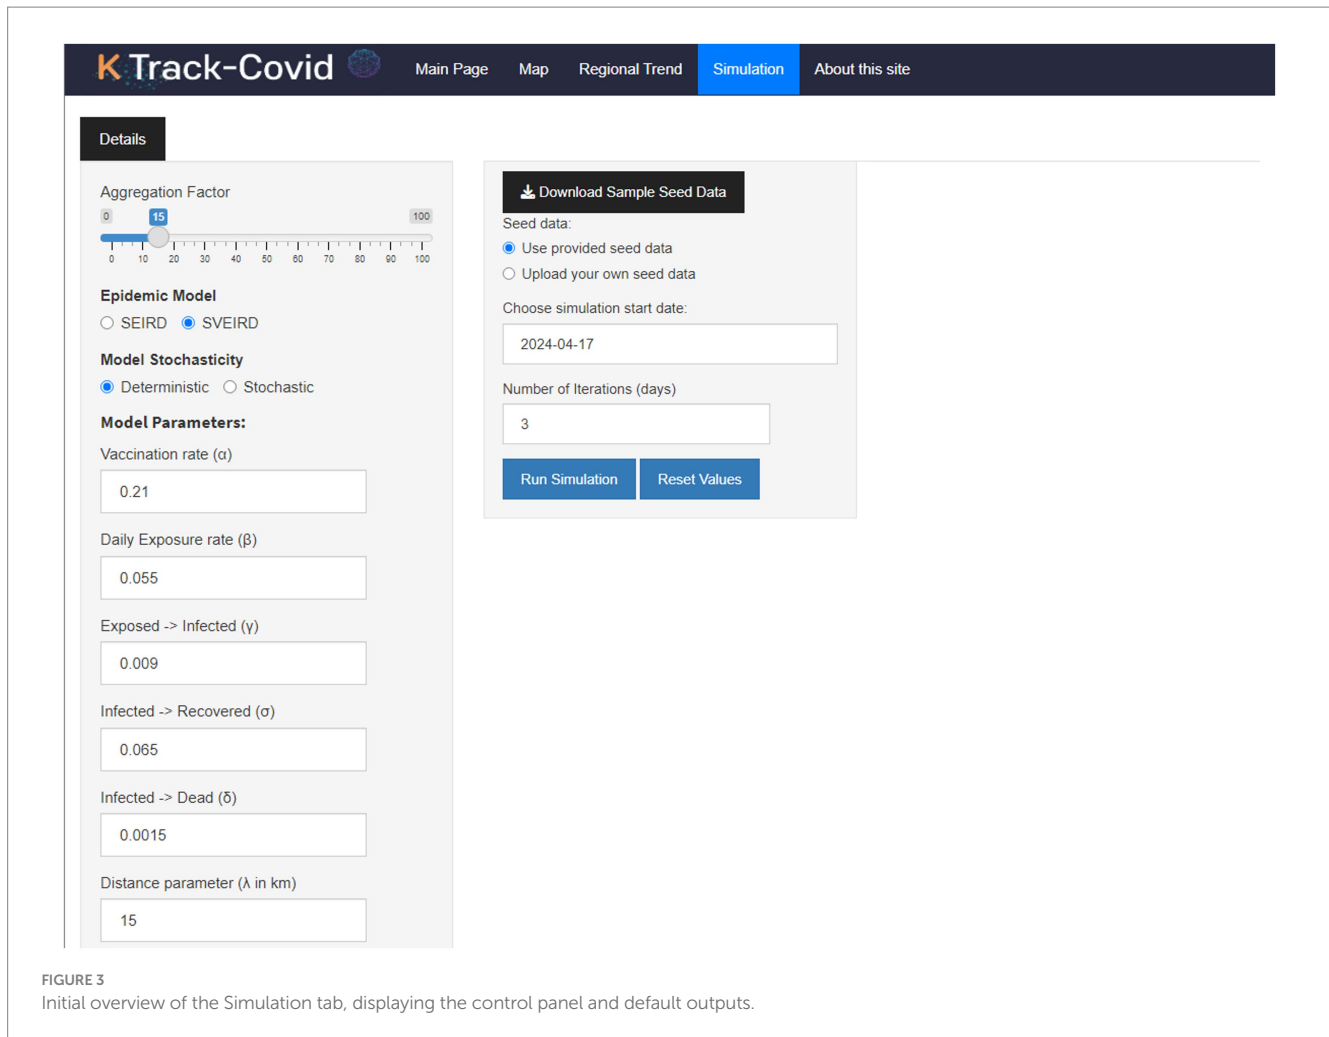 K Track-Covid
Main Page Map Regional Trend Simulation About this site
Details
Aggregation Factor
0 15 100
0 10 20 30 40 50 60 70 80 90 100
Epidemic Model
SEIRD SVEIRD
Model Stochasticity
Deterministic Stochastic
Model Parameters:
Vaccination rate (α)
0.21
Daily Exposure rate (β)
0.055
Exposed -> Infected (γ)
0.009
Infected -> Recovered (σ)
0.065
Infected -> Dead (δ)
0.0015
Distance parameter (λ in km)
15
Download Sample Seed Data
Seed data:
Use provided seed data
Upload your own seed data
Choose simulation start date:
2024-04-17
Number of Iterations (days)
3
Run Simulation Reset Values
FIGURE 3
Initial overview of the Simulation tab, displaying the control panel and default outputs.